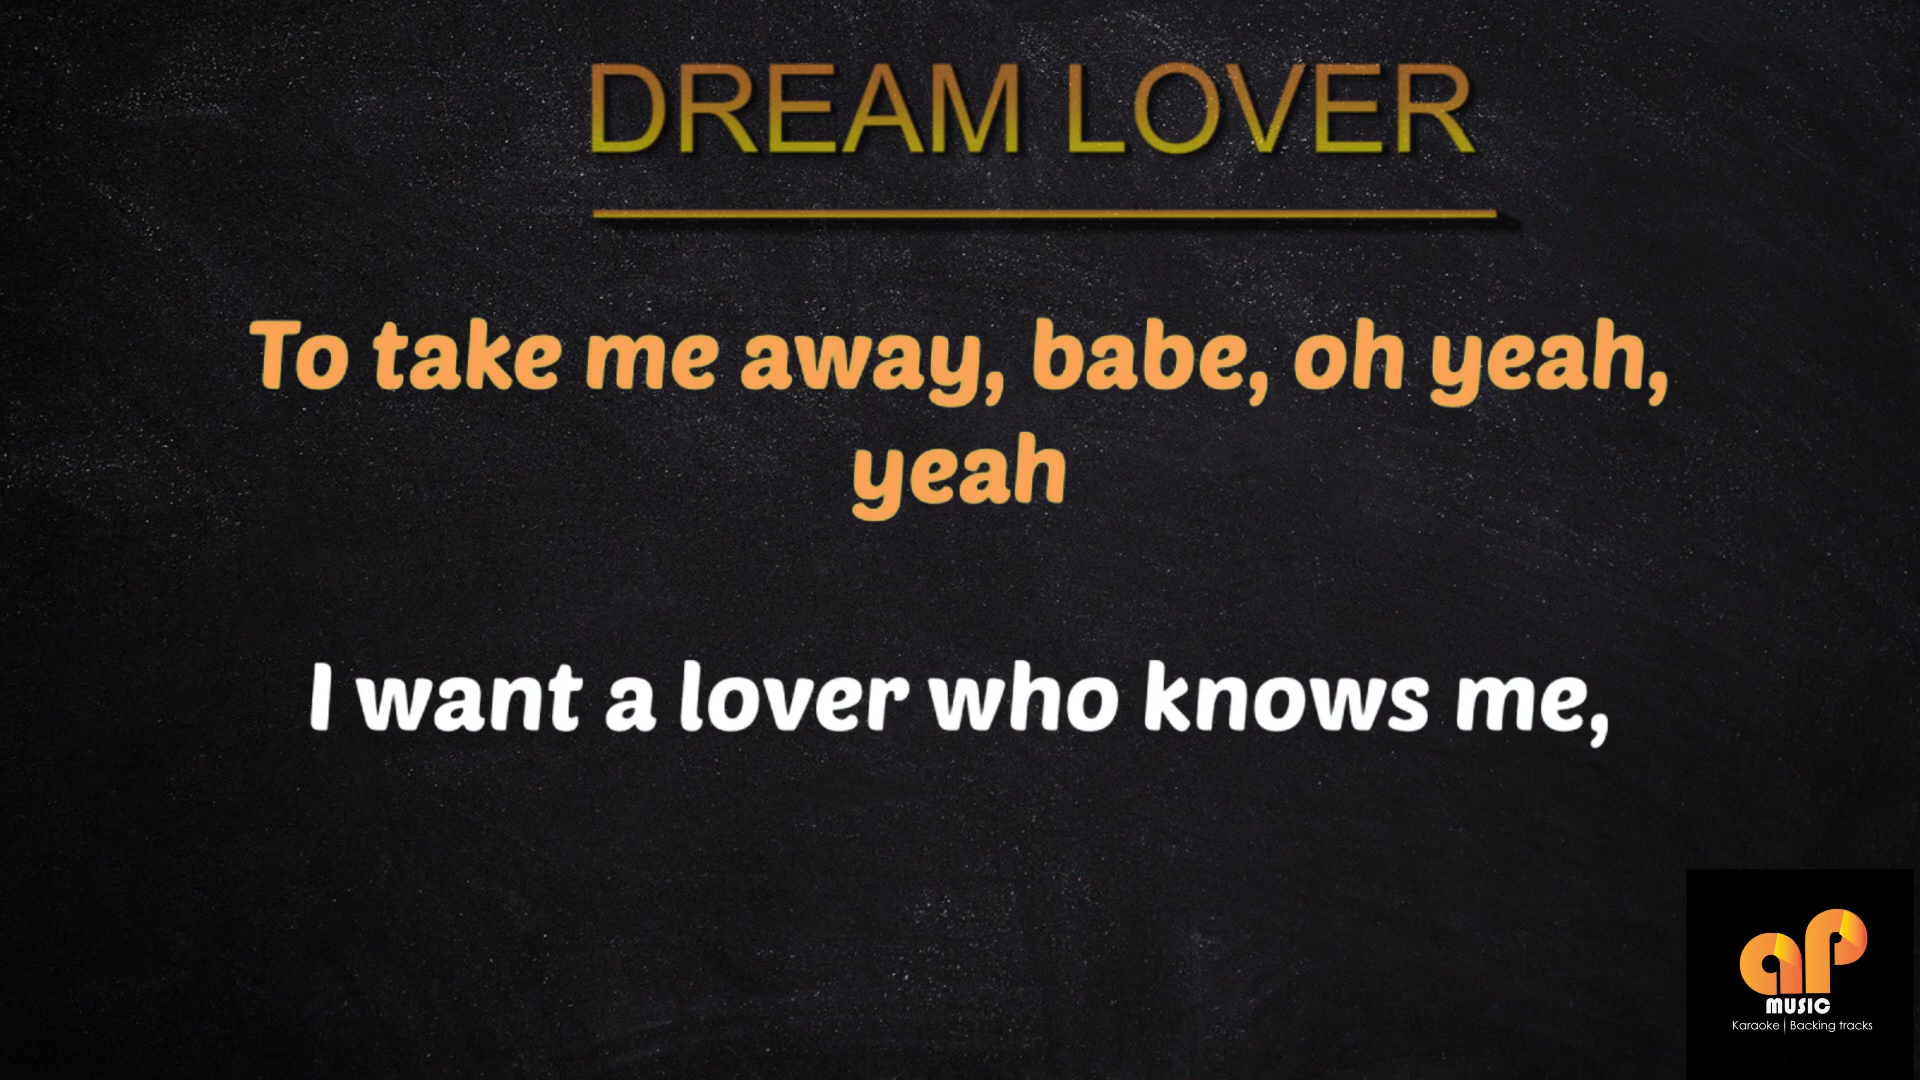 DREAM LOVER
To take me away, babe, oh yeah,
yeah
I want a lover who knows me,
aP
MUSIC
Karaoke | Backing tracks